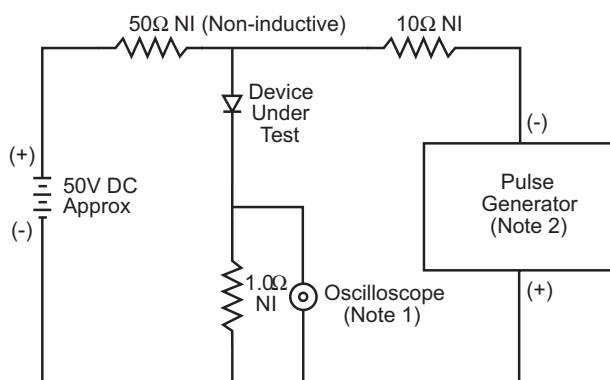 50Ω NI (Non-inductive)
10Ω NI
Device
Under
Test
(-)
(+)
50V DC
Approx
(-)
Pulse
Generator
(Note 2)
1.0Ω
NI
Oscilloscope
(Note 1)
(+)